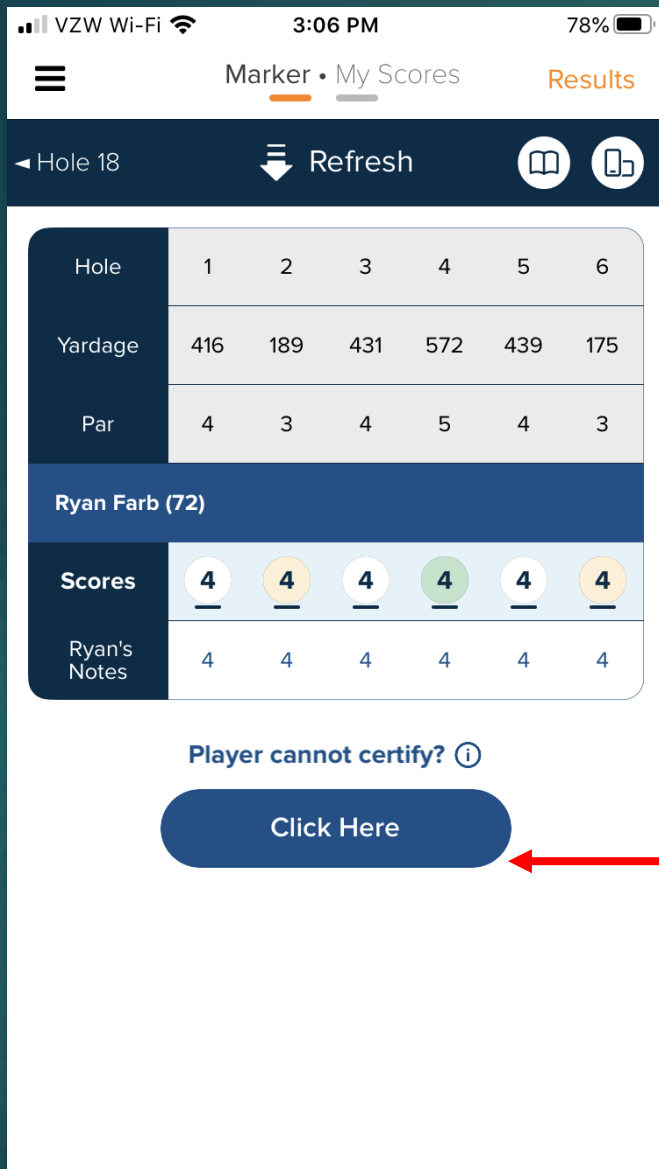 VZW Wi-Fi 3:06 PM 78%
Marker • My Scores Results
◄ Hole 18 Refresh
Hole 1 2 3 4 5 6
Yardage 416 189 431 572 439 175
Par 4 3 4 5 4 3
Ryan Farb (72)
Scores 4 4 4 4 4 4
Ryan's
Notes 4 4 4 4 4 4
Player cannot certify? i
Click Here